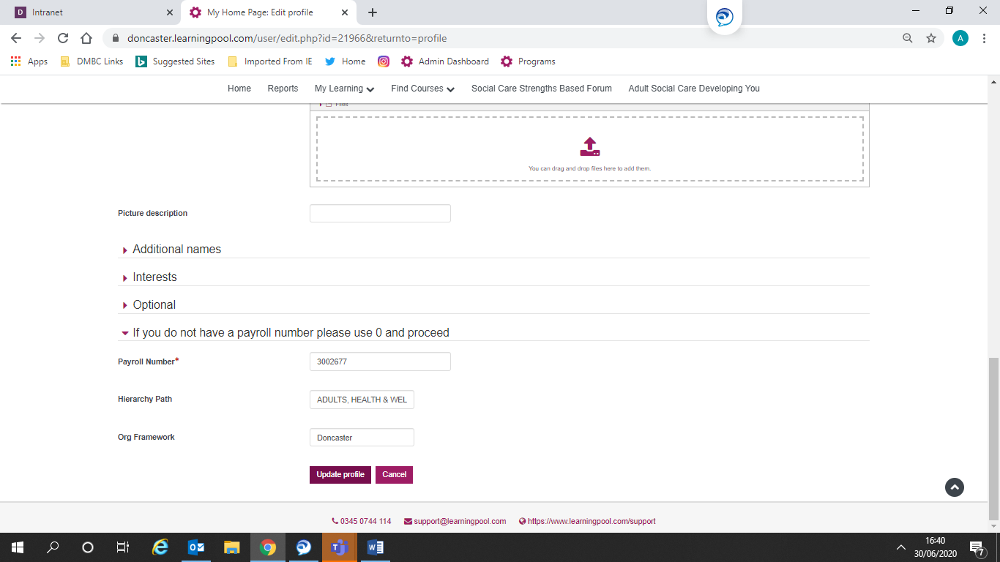 D Intranet
My Home Page: Edit profile
doncaster.learningpool.com/user/edit.php?id=21966&returnto=profile
A
Apps DMBC Links Suggested Sites Imported From IE Home Admin Dashboard Programs
Home Reports My Learning Find Courses Social Care Strengths Based Forum Adult Social Care Developing You
Files
You can drag and drop files here to add them.
Picture description
Additional names
Interests
Optional
If you do not have a payroll number please use 0 and proceed
Payroll Number* 3002677
Hierarchy Path ADULTS, HEALTH & WEL
Org Framework Doncaster
Update profile Cancel
0345 0744 114 support@learningpool.com https://www.learningpool.com/support
16:40
30/06/2020
7